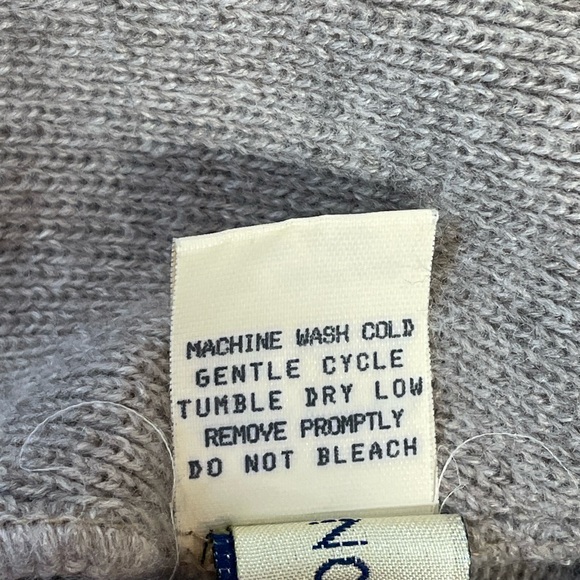 MACHINE WASH COLD
GENTLE CYCLE
TUMBLE DRY LOW
REMOVE PROMPTLY
DO NOT BLEACH